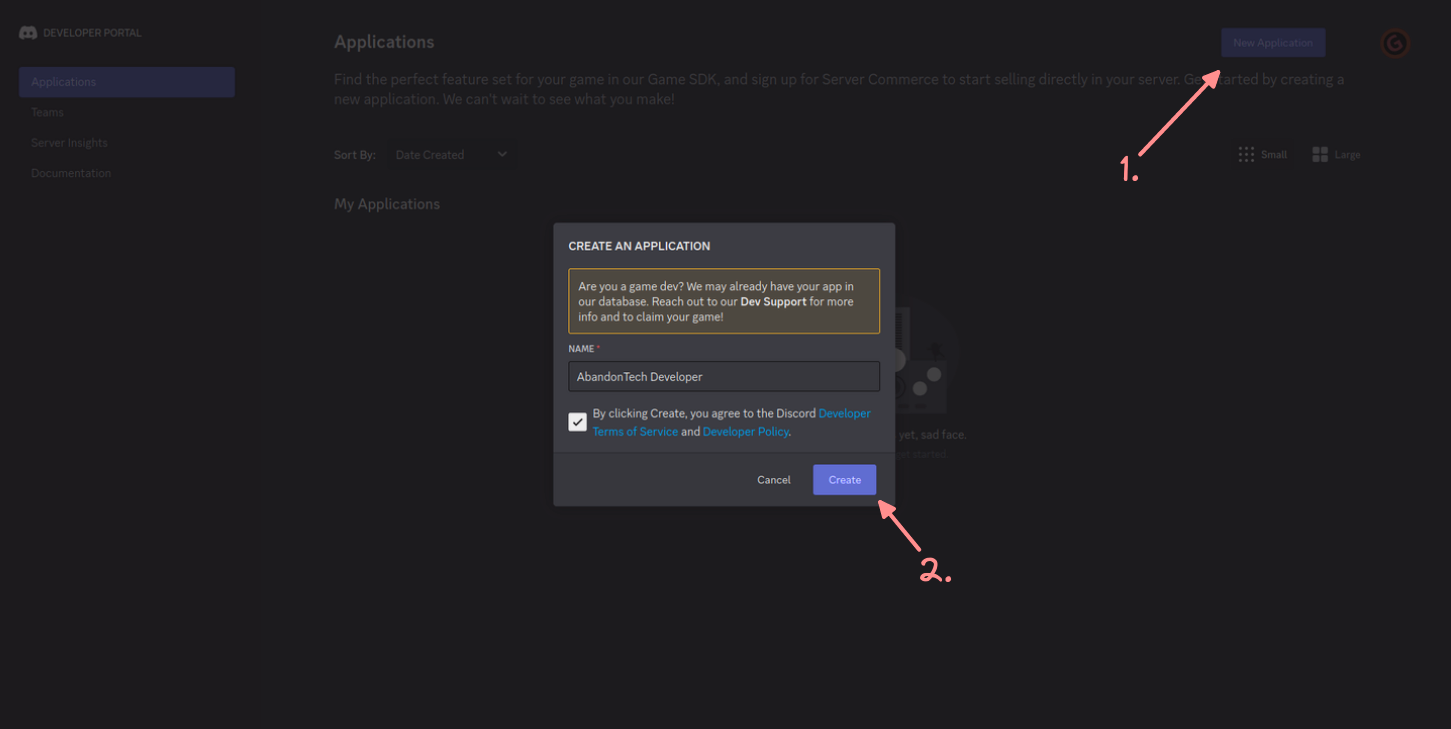 DEVELOPER PORTAL
Applications
Teams
Server Insights
Documentation
Applications
New Application
Find the perfect feature set for your game in our Game SDK, and sign up for Server Commerce to start selling directly in your server. Get started by creating a
new application. We can't wait to see what you make!
Sort By: Date Created
Small Large
1.
My Applications
CREATE AN APPLICATION
Are you a game dev? We may already have your app in
our database. Reach out to our Dev Support for more
info and to claim your game!
NAME *
AbandonTech Developer
By clicking Create, you agree to the Discord Developer
Terms of Service and Developer Policy.
yet, sad face.
get started.
Cancel Create
2.